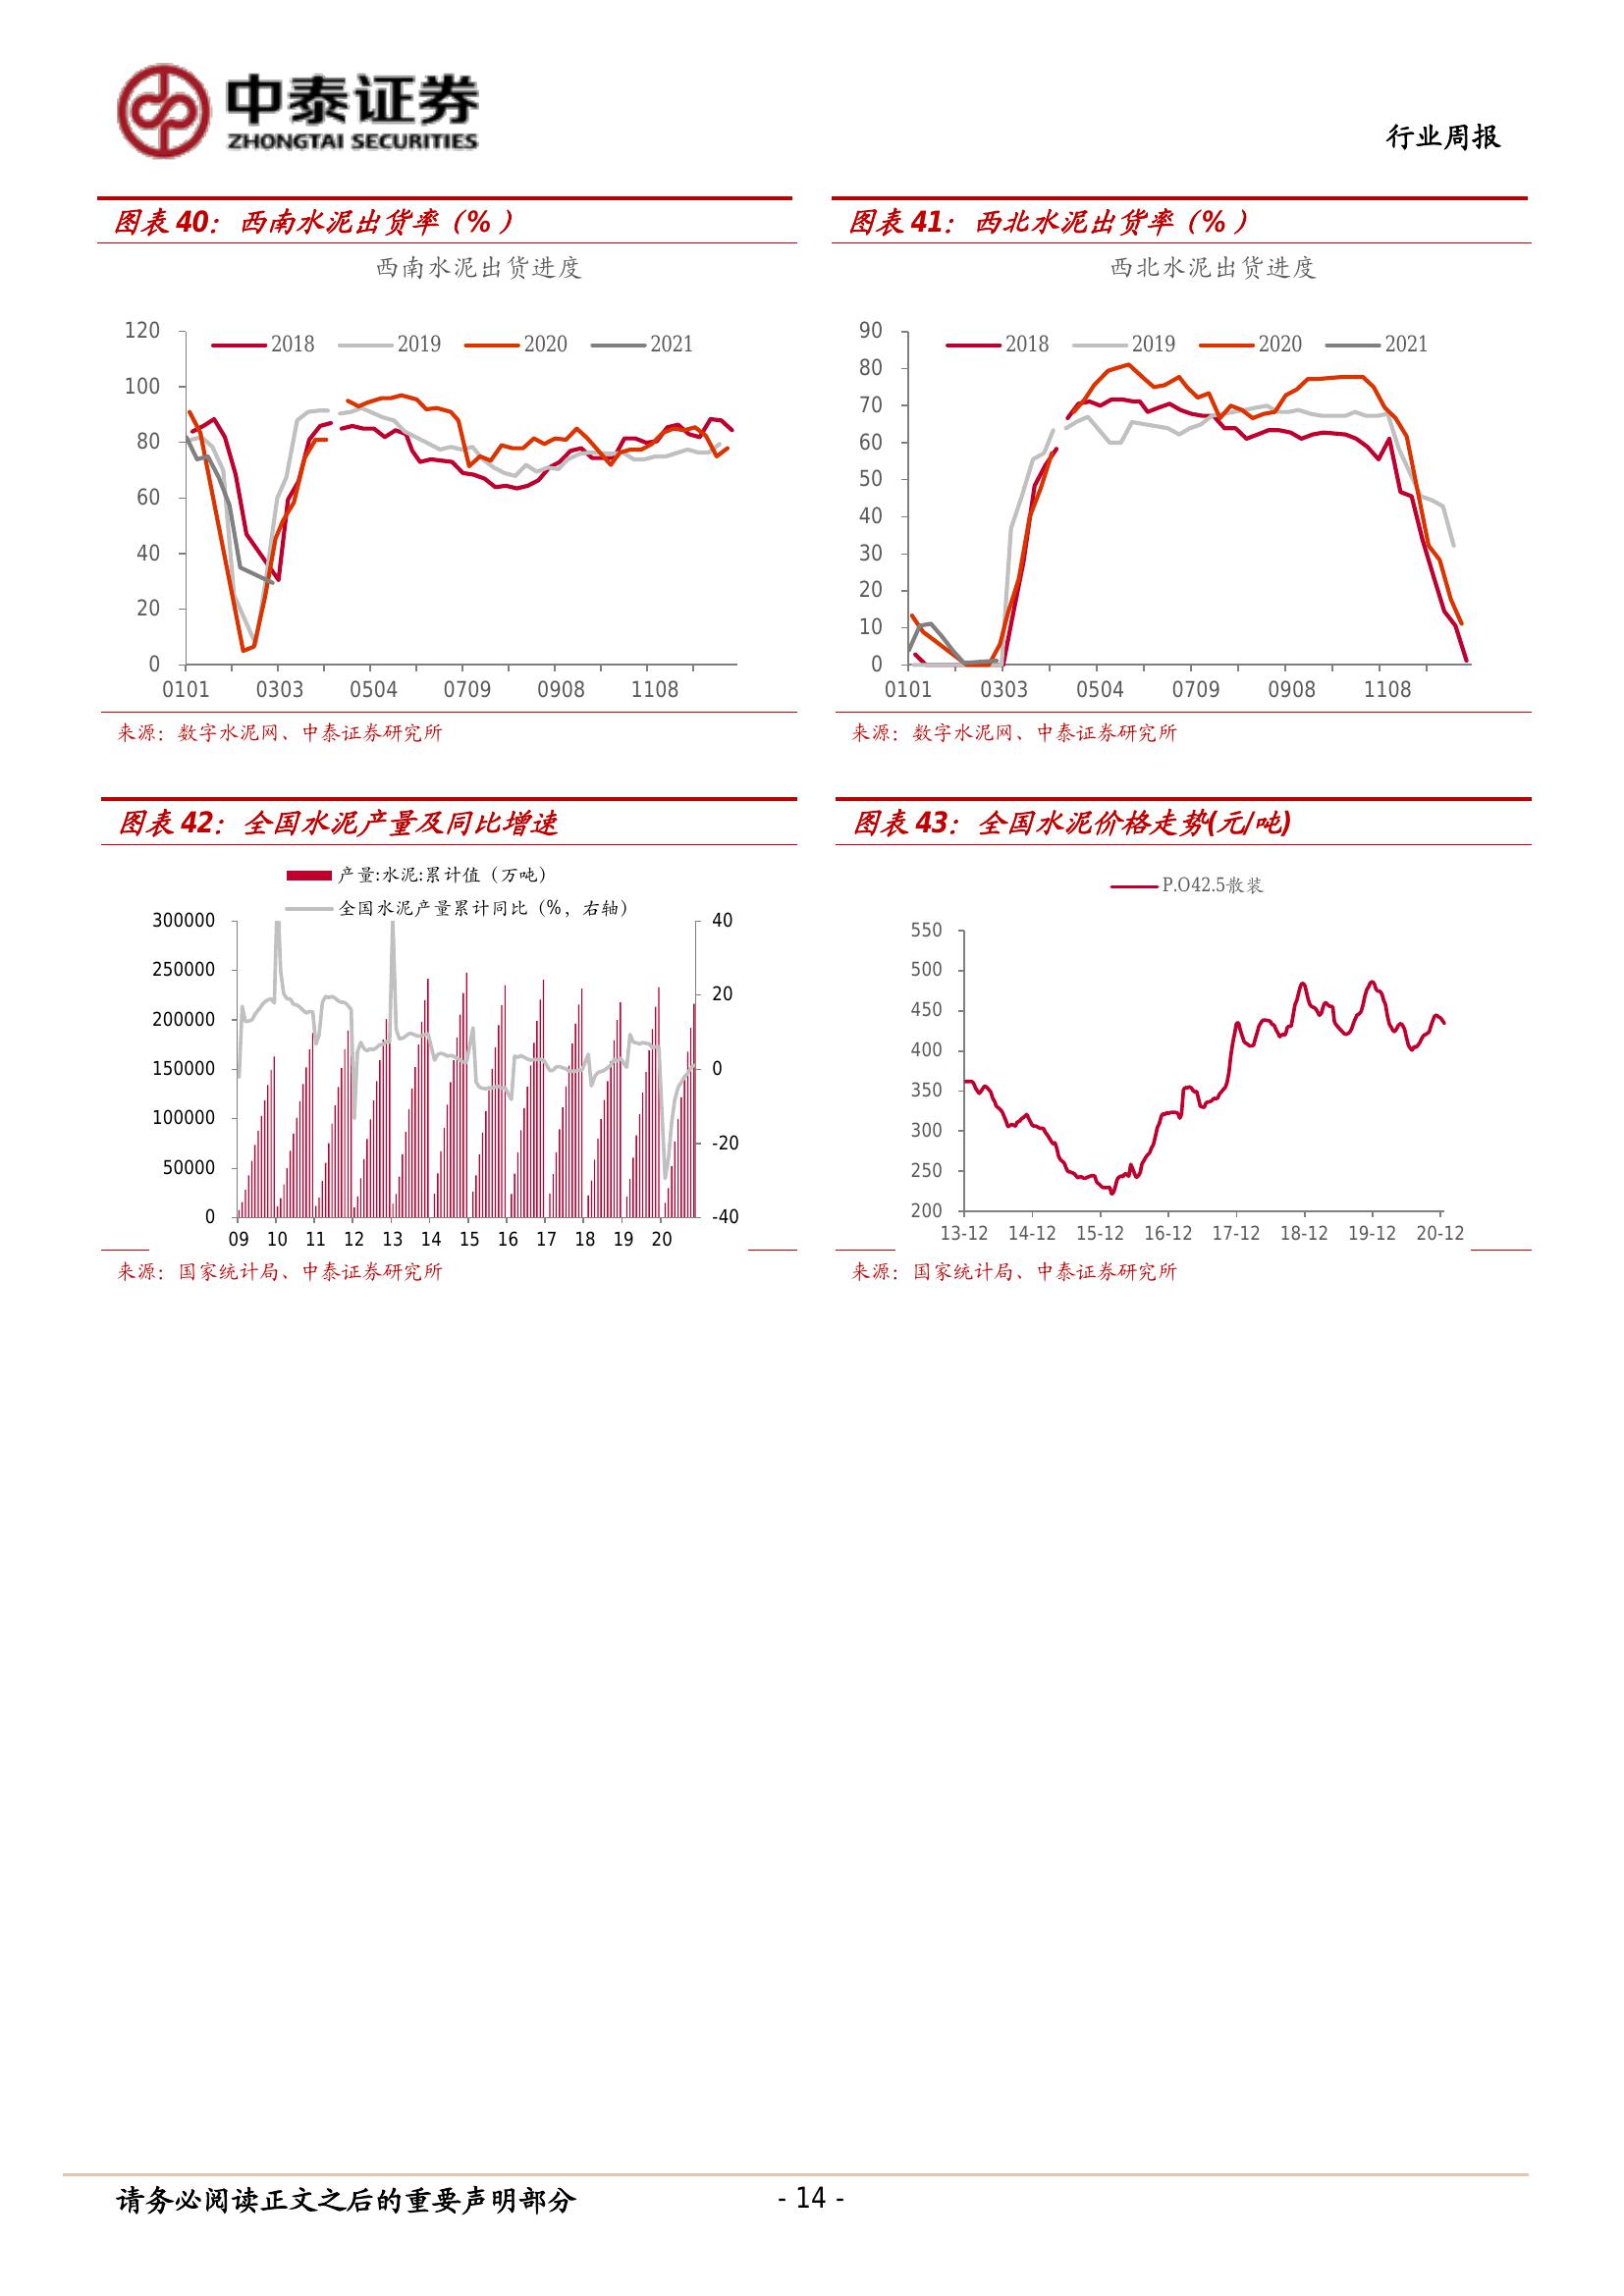 中泰证券
ZHONGTAI SECURITIES
行业周报
图表 40：西南水泥出货率（%）
西南水泥出货进度
2018 2019 2020 2021
120
100
80
60
40
20
0
0101 0303 0504 0709 0908 1108
来源：数字水泥网、中泰证券研究所
图表 41：西北水泥出货率（%）
西北水泥出货进度
2018 2019 2020 2021
90
80
70
60
50
40
30
20
10
0
0101 0303 0504 0709 0908 1108
来源：数字水泥网、中泰证券研究所
图表 42：全国水泥产量及同比增速
产量:水泥:累计值（万吨）
全国水泥产量累计同比（%，右轴）
300000 40
250000
200000 20
150000 0
100000
50000 -20
0 -40
09 10 11 12 13 14 15 16 17 18 19 20
来源：国家统计局、中泰证券研究所
图表 43：全国水泥价格走势(元/吨)
P.O42.5散装
550
500
450
400
350
300
250
200
13-12 14-12 15-12 16-12 17-12 18-12 19-12 20-12
来源：国家统计局、中泰证券研究所
请务必阅读正文之后的重要声明部分
- 14 -